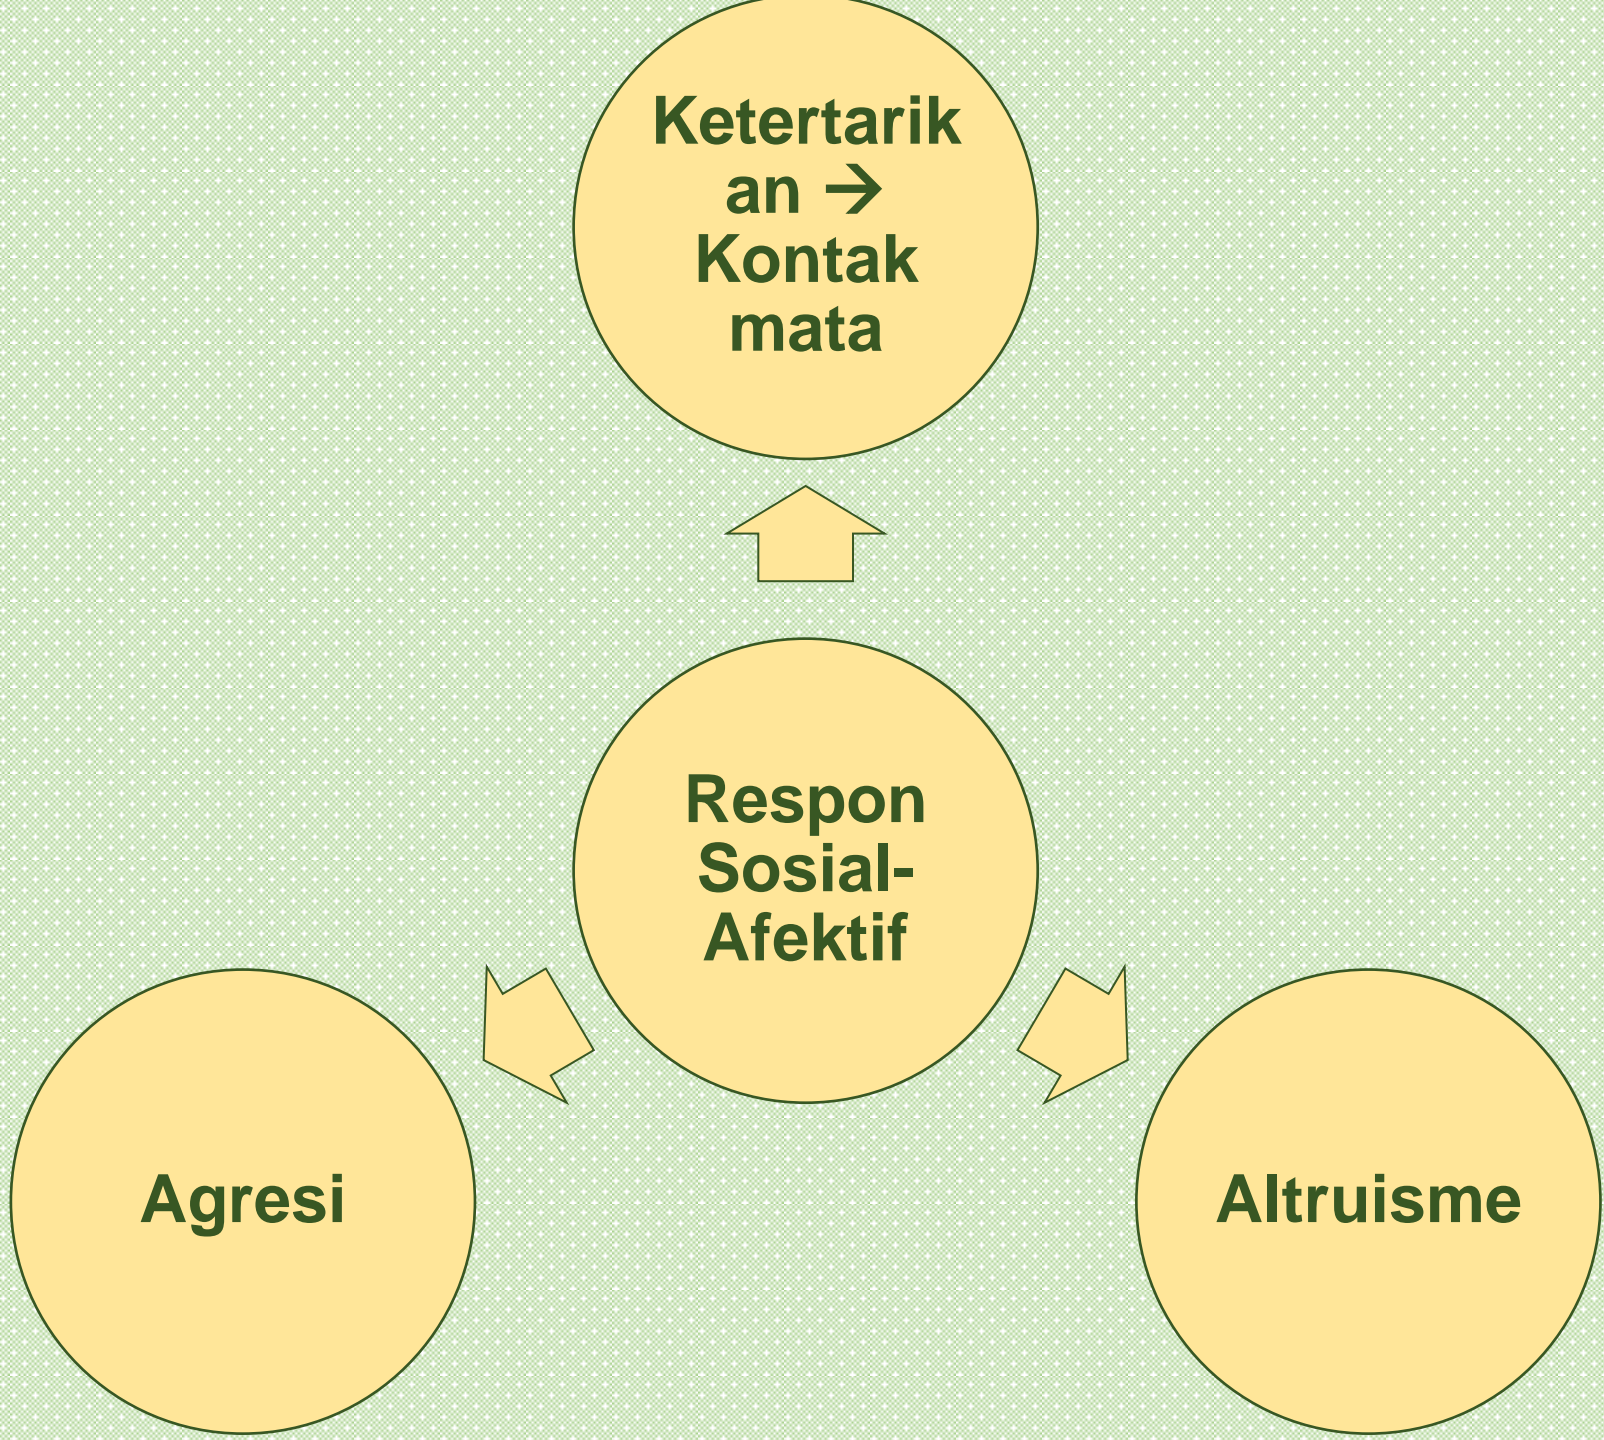 Ketertarik
an →
Kontak
mata
Respon
Sosial-
Afektif
Agresi
Altruisme